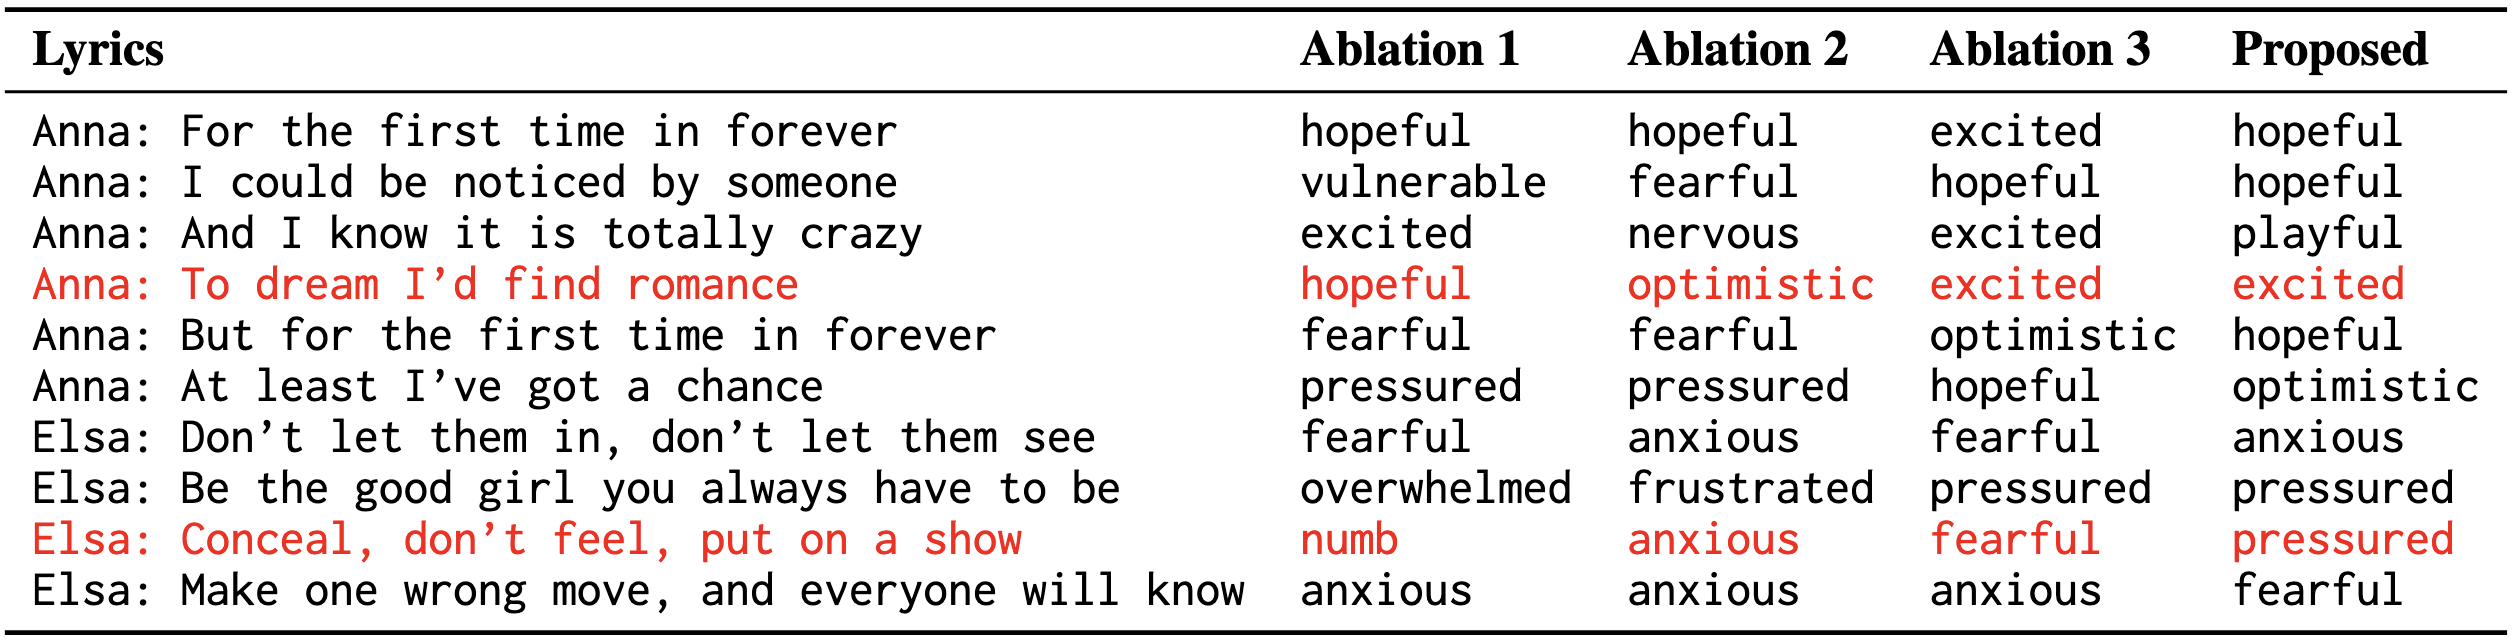 Lyrics Ablation 1 Ablation 2 Ablation 3 Proposed
Anna: For the first time in forever hopeful hopeful excited hopeful
Anna: I could be noticed by someone vulnerable fearful hopeful hopeful
Anna: And I know it is totally crazy excited nervous excited playful
Anna: To dream I’d find romance hopeful optimistic excited excited
Anna: But for the first time in forever fearful fearful optimistic hopeful
Anna: At least I’ve got a chance pressured pressured hopeful optimistic
Elsa: Don’t let them in, don’t let them see fearful anxious fearful anxious
Elsa: Be the good girl you always have to be overwhelmed frustrated pressured pressured
Elsa: Conceal, don’t feel, put on a show numb anxious fearful pressured
Elsa: Make one wrong move, and everyone will know anxious anxious anxious fearful